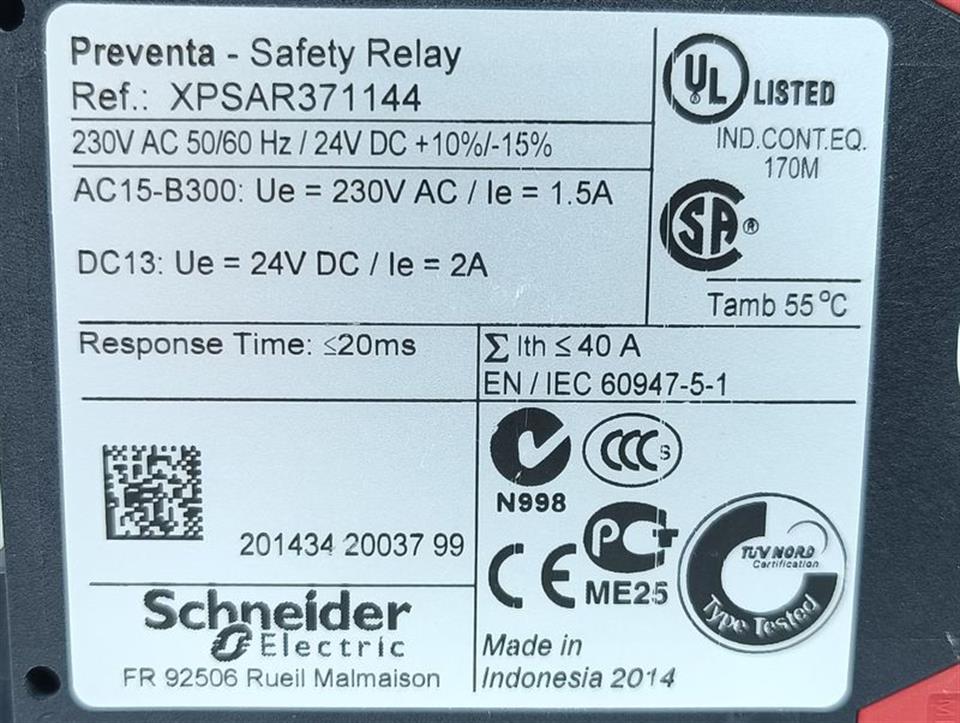 Preventa - Safety Relay
Ref.: XPSAR371144
230V AC 50/60 Hz / 24V DC +10%/-15%
AC15-B300: Ue = 230V AC / Ie = 1.5A
DC13: Ue = 24V DC / Ie = 2A
UL LISTED
IND.CONT.EQ.
170M
SA ®
Tamb 55 °C
Response Time: ≤20ms
Σ Ith ≤ 40 A
EN / IEC 60947-5-1
N998
CCC S
201434 20037 99
CE
PC
ME25
TÜV NORD
Certification
Type Tested
Schneider
Electric
FR 92506 Rueil Malmaison
Made in
Indonesia 2014